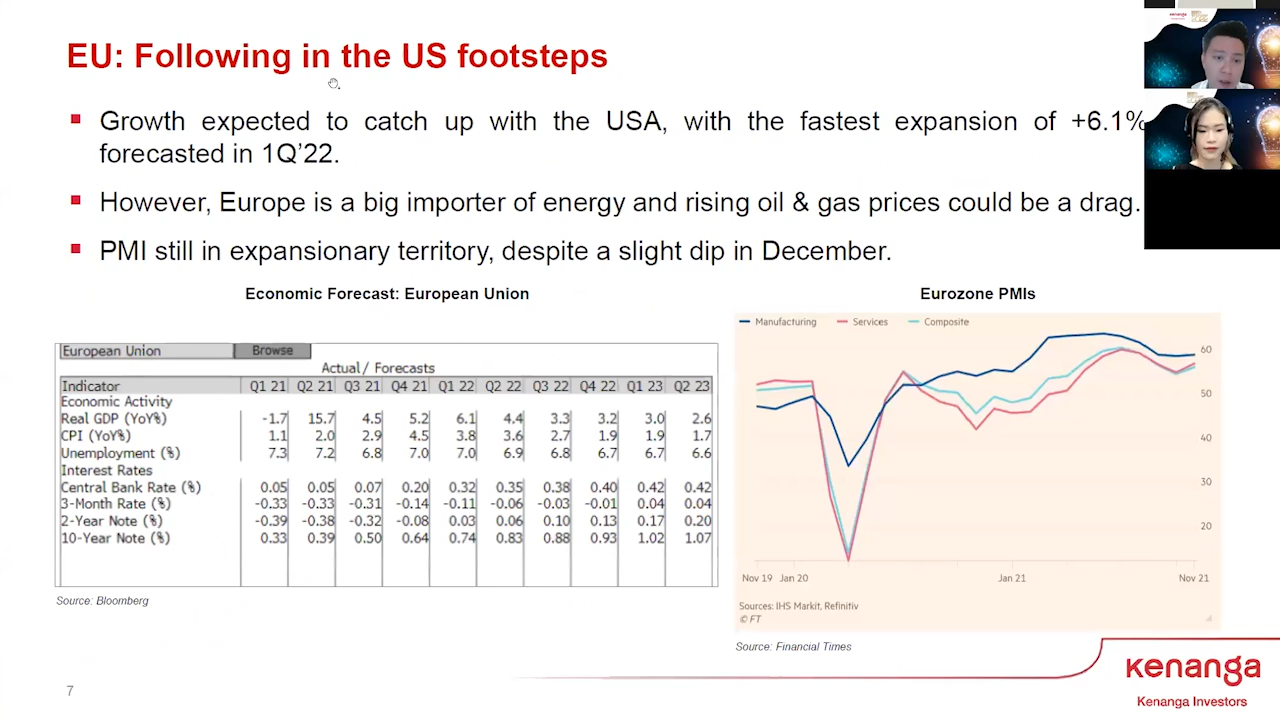 EU: Following in the US footsteps
Growth expected to catch up with the USA, with the fastest expansion of +6.1%
forecasted in 1Q’22.
However, Europe is a big importer of energy and rising oil & gas prices could be a drag.
PMI still in expansionary territory, despite a slight dip in December.
Economic Forecast: European Union
European Union Browse
Actual / Forecasts
Indicator Q1 21 Q2 21 Q3 21 Q4 21 Q1 22 Q2 22 Q3 22 Q4 22 Q1 23 Q2 23
Economic Activity
Real GDP (YoY%) -1.7 15.7 4.5 5.2 6.1 4.4 3.3 3.2 3.0 2.6
CPI (YoY%) 1.1 2.0 2.9 4.5 3.8 3.6 2.7 1.9 1.9 1.7
Unemployment (%) 7.3 7.2 6.8 7.0 7.0 6.9 6.8 6.7 6.7 6.6
Interest Rates
Central Bank Rate (%) 0.05 0.05 0.07 0.20 0.32 0.35 0.38 0.40 0.42 0.42
3-Month Rate (%) -0.33 -0.33 -0.31 -0.14 -0.11 -0.06 -0.03 -0.01 0.04 0.04
2-Year Note (%) -0.39 -0.38 -0.32 -0.08 0.03 0.06 0.10 0.13 0.17 0.20
10-Year Note (%) 0.33 0.39 0.50 0.64 0.74 0.83 0.88 0.93 1.02 1.07
Source: Bloomberg
Eurozone PMIs
Manufacturing Services Composite
60
50
40
30
20
Nov 19 Jan 20 Jan 21 Nov 21
Sources: IHS Markit, Refinitiv
© FT
Source: Financial Times
kenanga
Kenanga Investors
7
kenanga